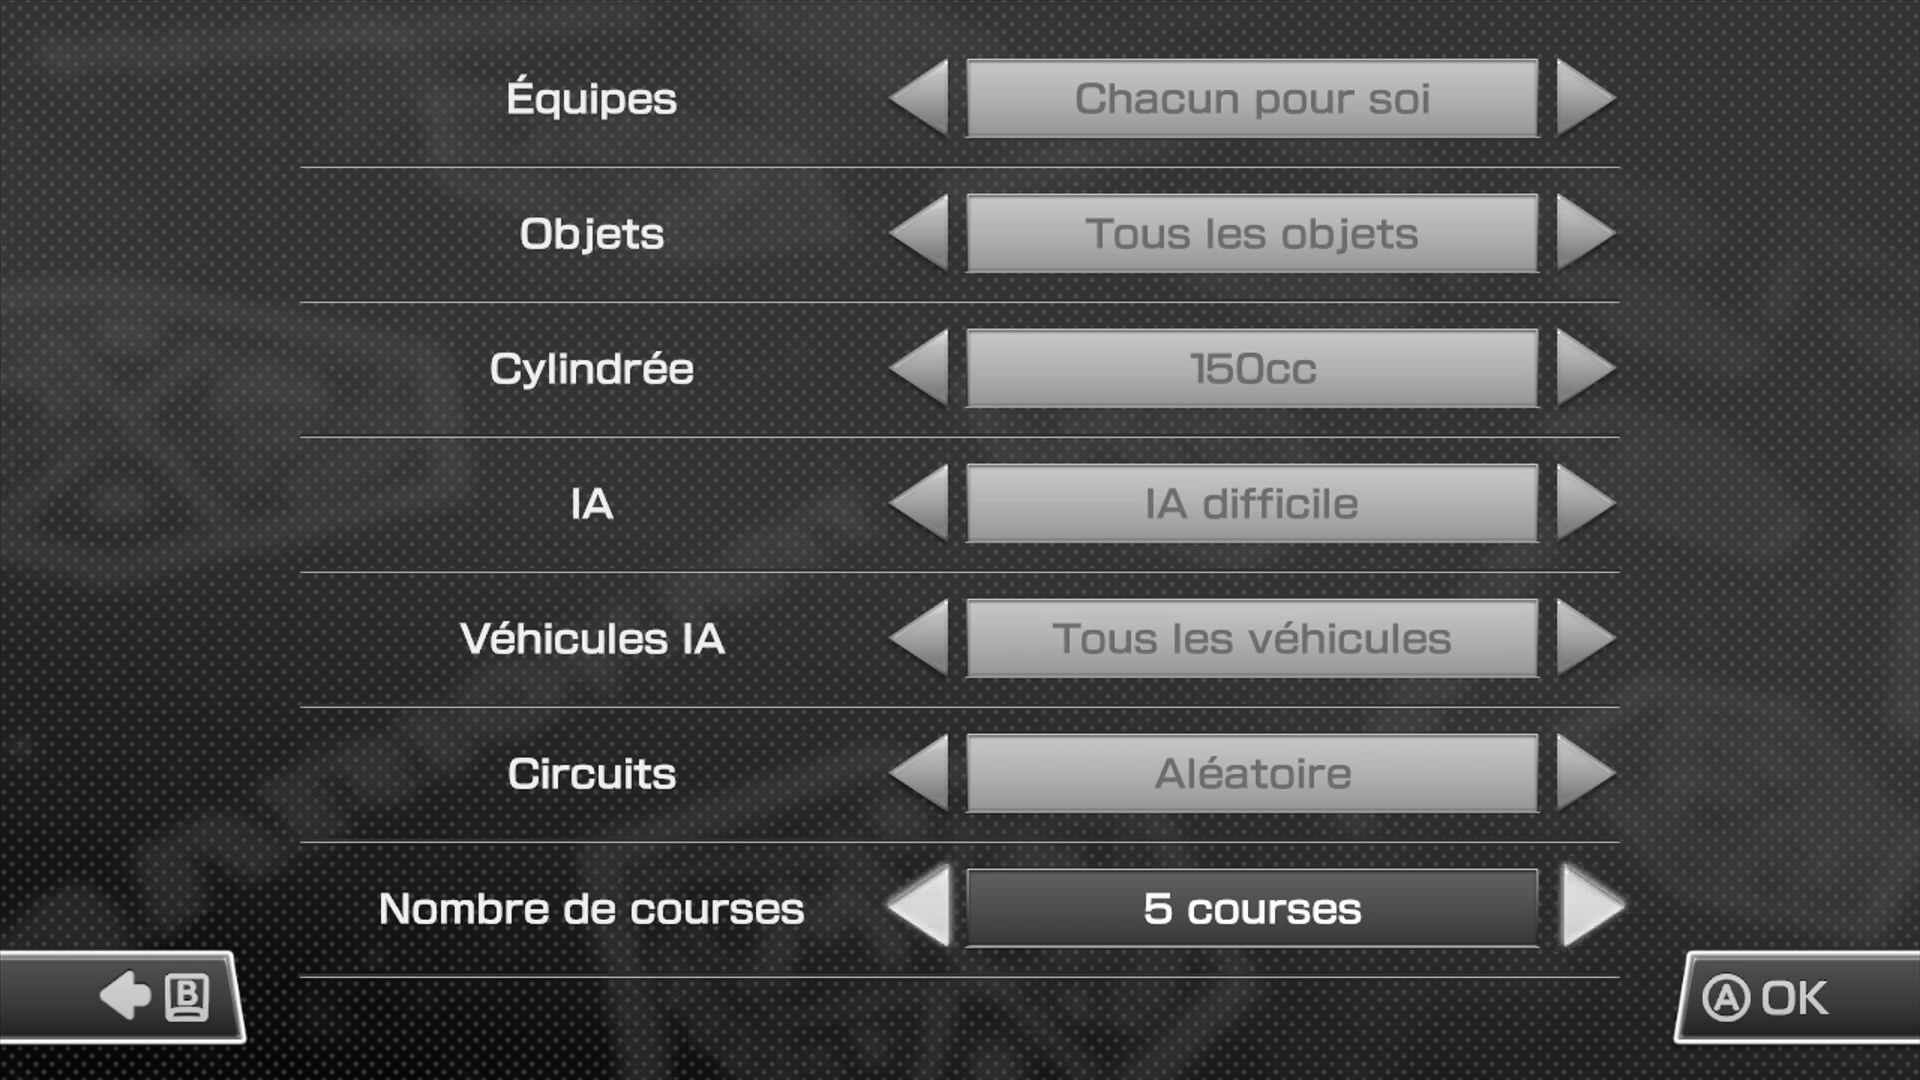 Équipes
Chacun pour soi
Objets
Tous les objets
Cylindrée
150cc
IA
IA difficile
Véhicules IA
Tous les véhicules
Circuits
Aléatoire
Nombre de courses
5 courses
B
A OK